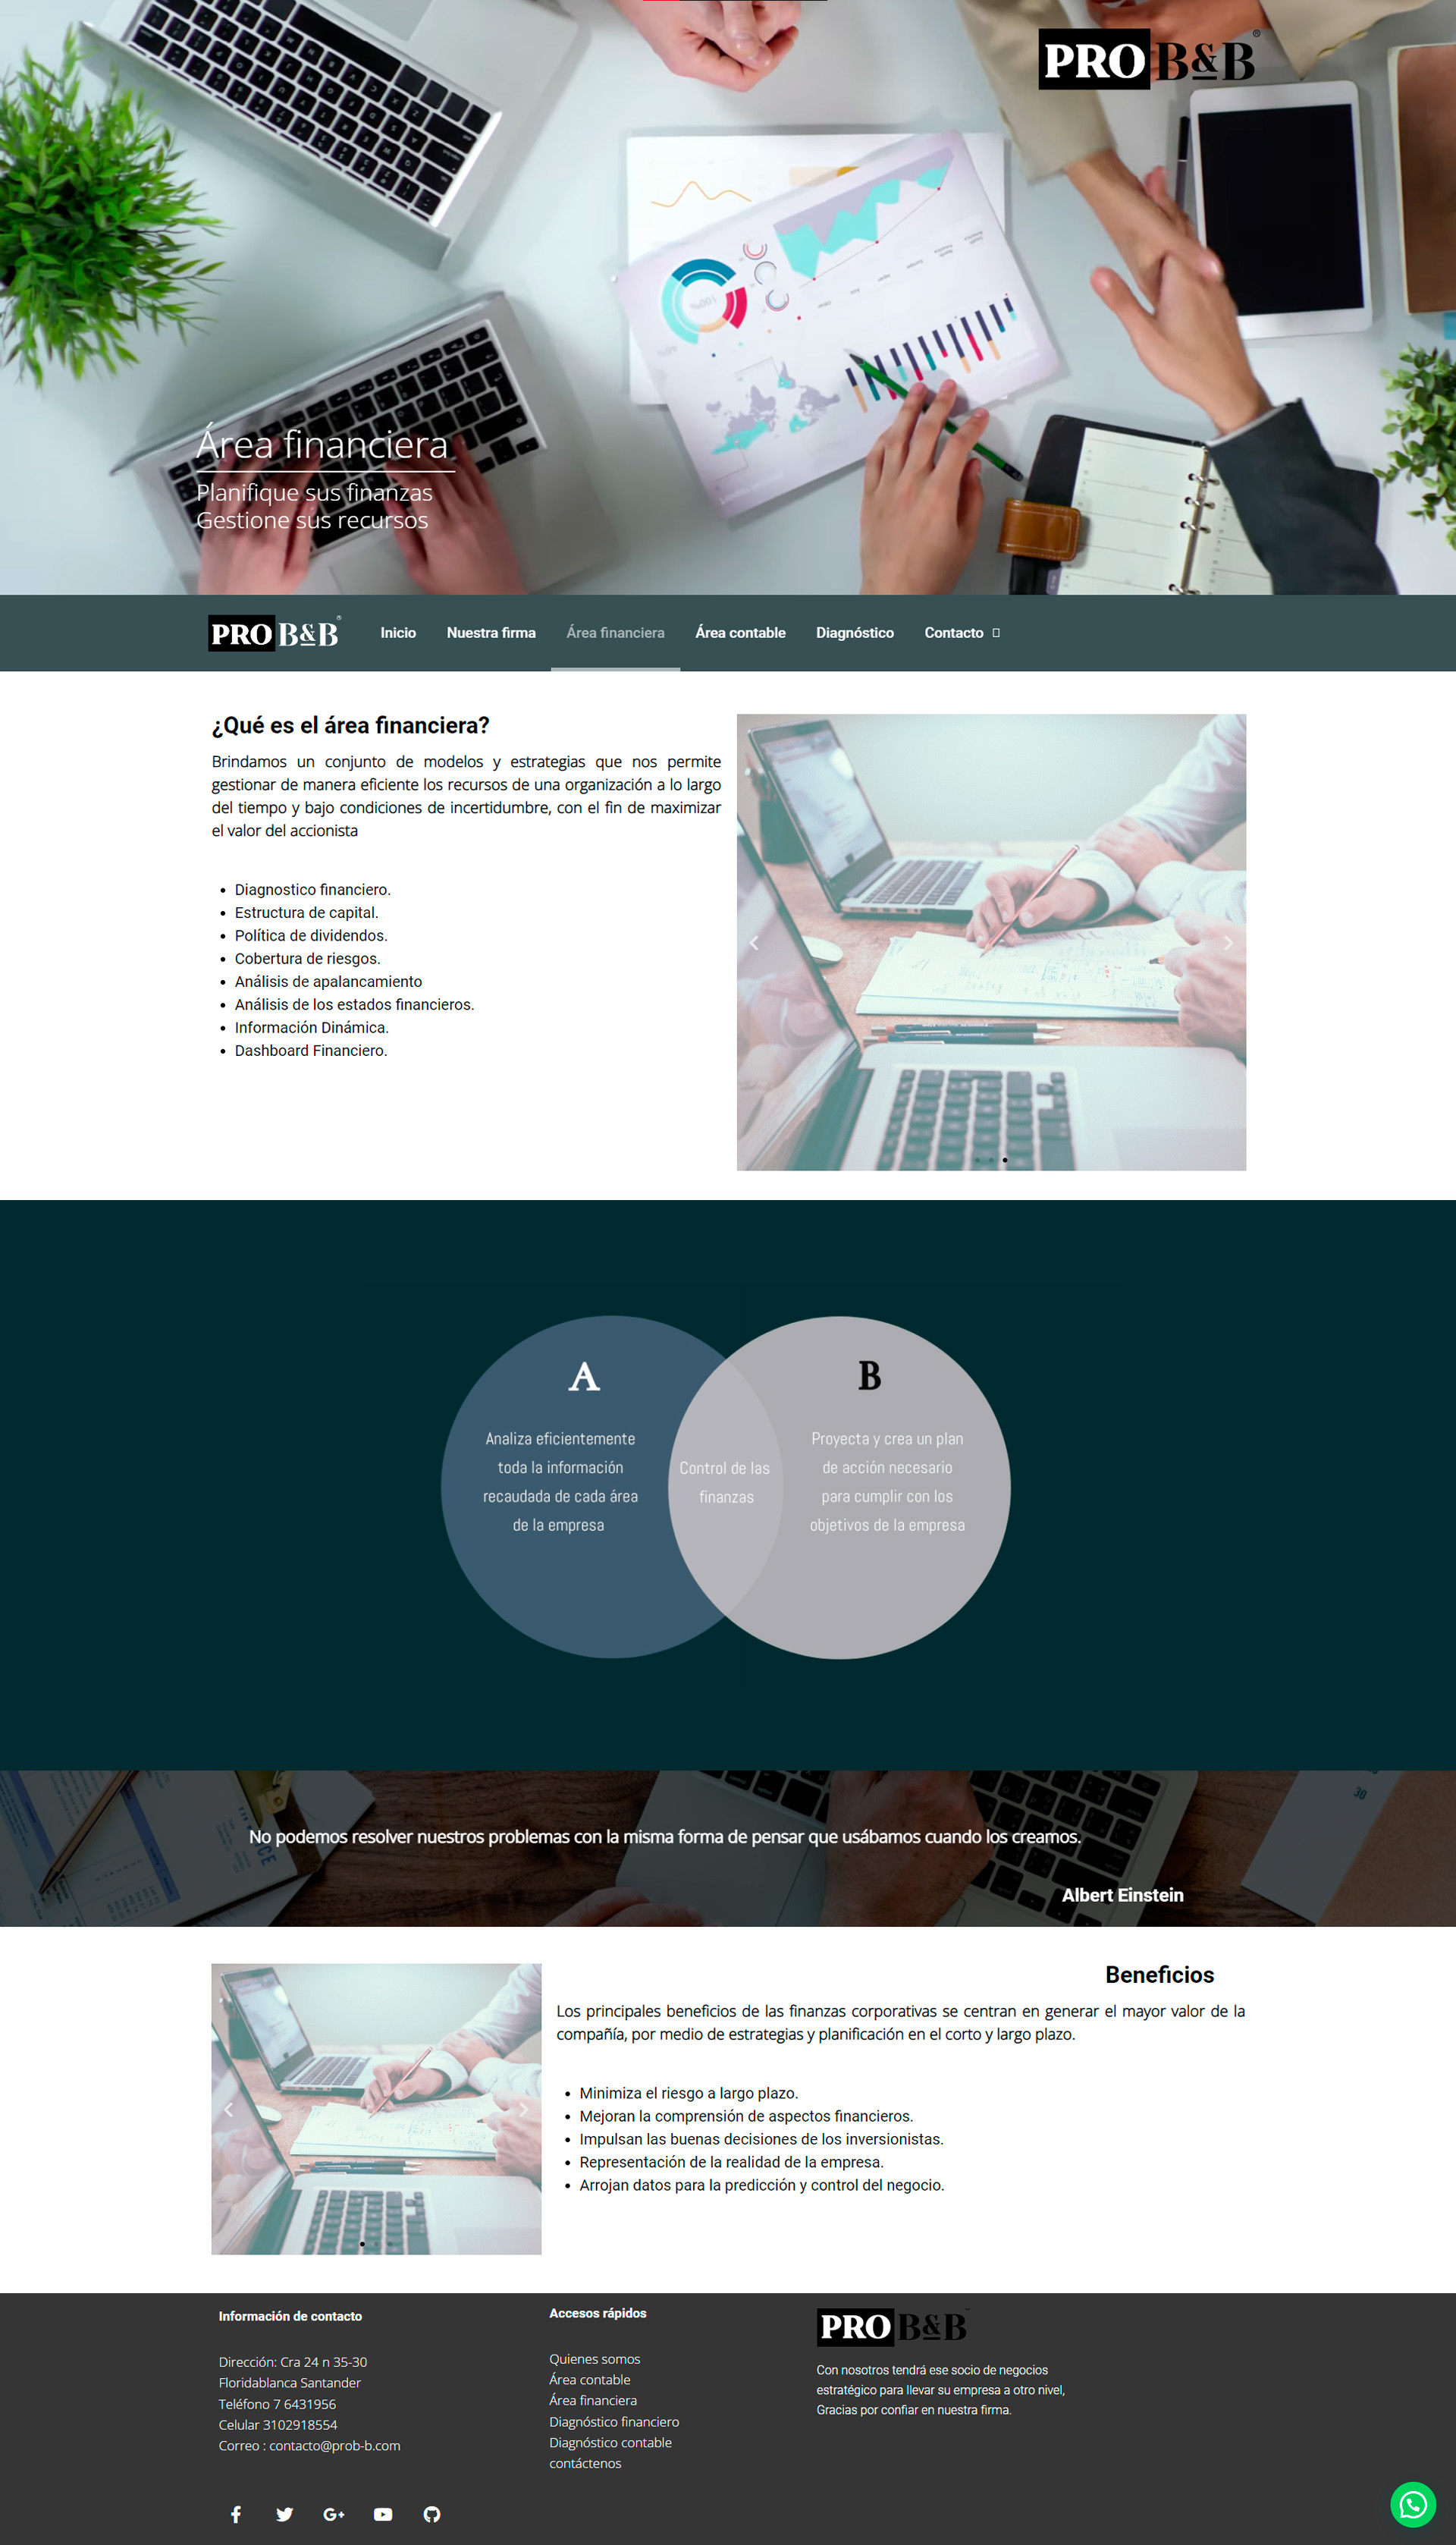 PRO B&B®
Área financiera
Planifique sus finanzas
Gestione sus recursos
PRO B&B®
Inicio
Nuestra firma
Área financiera
Área contable
Diagnóstico
Contacto
¿Qué es el área financiera?
Brindamos un conjunto de modelos y estrategias que nos permite
gestionar de manera eficiente los recursos de una organización a lo largo
del tiempo y bajo condiciones de incertidumbre, con el fin de maximizar
el valor del accionista
Diagnostico financiero.
Estructura de capital.
Política de dividendos.
Cobertura de riesgos.
Análisis de apalancamiento
Análisis de los estados financieros.
Información Dinámica.
Dashboard Financiero.
A
Analiza eficientemente
toda la información
recaudada de cada área
de la empresa
Control de las
finanzas
B
Proyecta y crea un plan
de acción necesario
para cumplir con los
objetivos de la empresa
No podemos resolver nuestros problemas con la misma forma de pensar que usábamos cuando los creamos.
Albert Einstein
Beneficios
Los principales beneficios de las finanzas corporativas se centran en generar el mayor valor de la
compañía, por medio de estrategias y planificación en el corto y largo plazo.
Minimiza el riesgo a largo plazo.
Mejoran la comprensión de aspectos financieros.
Impulsan las buenas decisiones de los inversionistas.
Representación de la realidad de la empresa.
Arrojan datos para la predicción y control del negocio.
Información de contacto
Dirección: Cra 24 n 35-30
Floridablanca Santander
Teléfono 7 6431956
Celular 3102918554
Correo : contacto@prob-b.com
Accesos rápidos
Quienes somos
Área contable
Área financiera
Diagnóstico financiero
Diagnóstico contable
contáctenos
PRO B&B
Con nosotros tendrá ese socio de negocios
estratégico para llevar su empresa a otro nivel,
Gracias por confiar en nuestra firma.